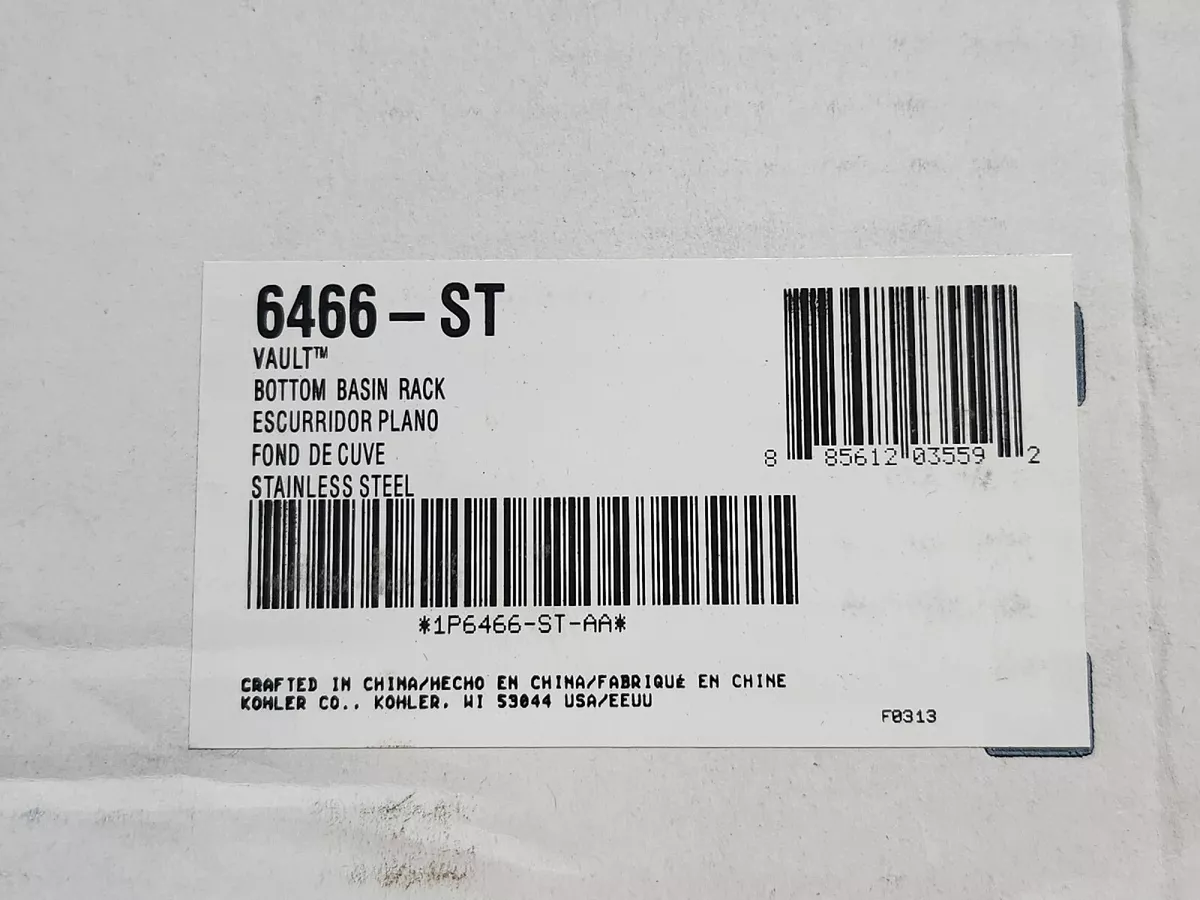 6466-ST
VAULT™
BOTTOM BASIN RACK
ESCURRIDOR PLANO
FOND DE CUVE
STAINLESS STEEL
8 85612 03559 2
*1P6466-ST-AA*
CRAFTED IN CHINA/HECHO EN CHINA/FABRIQUÉ EN CHINE
KOHLER CO., KOHLER, WI 53044 USA/EEUU
F0313